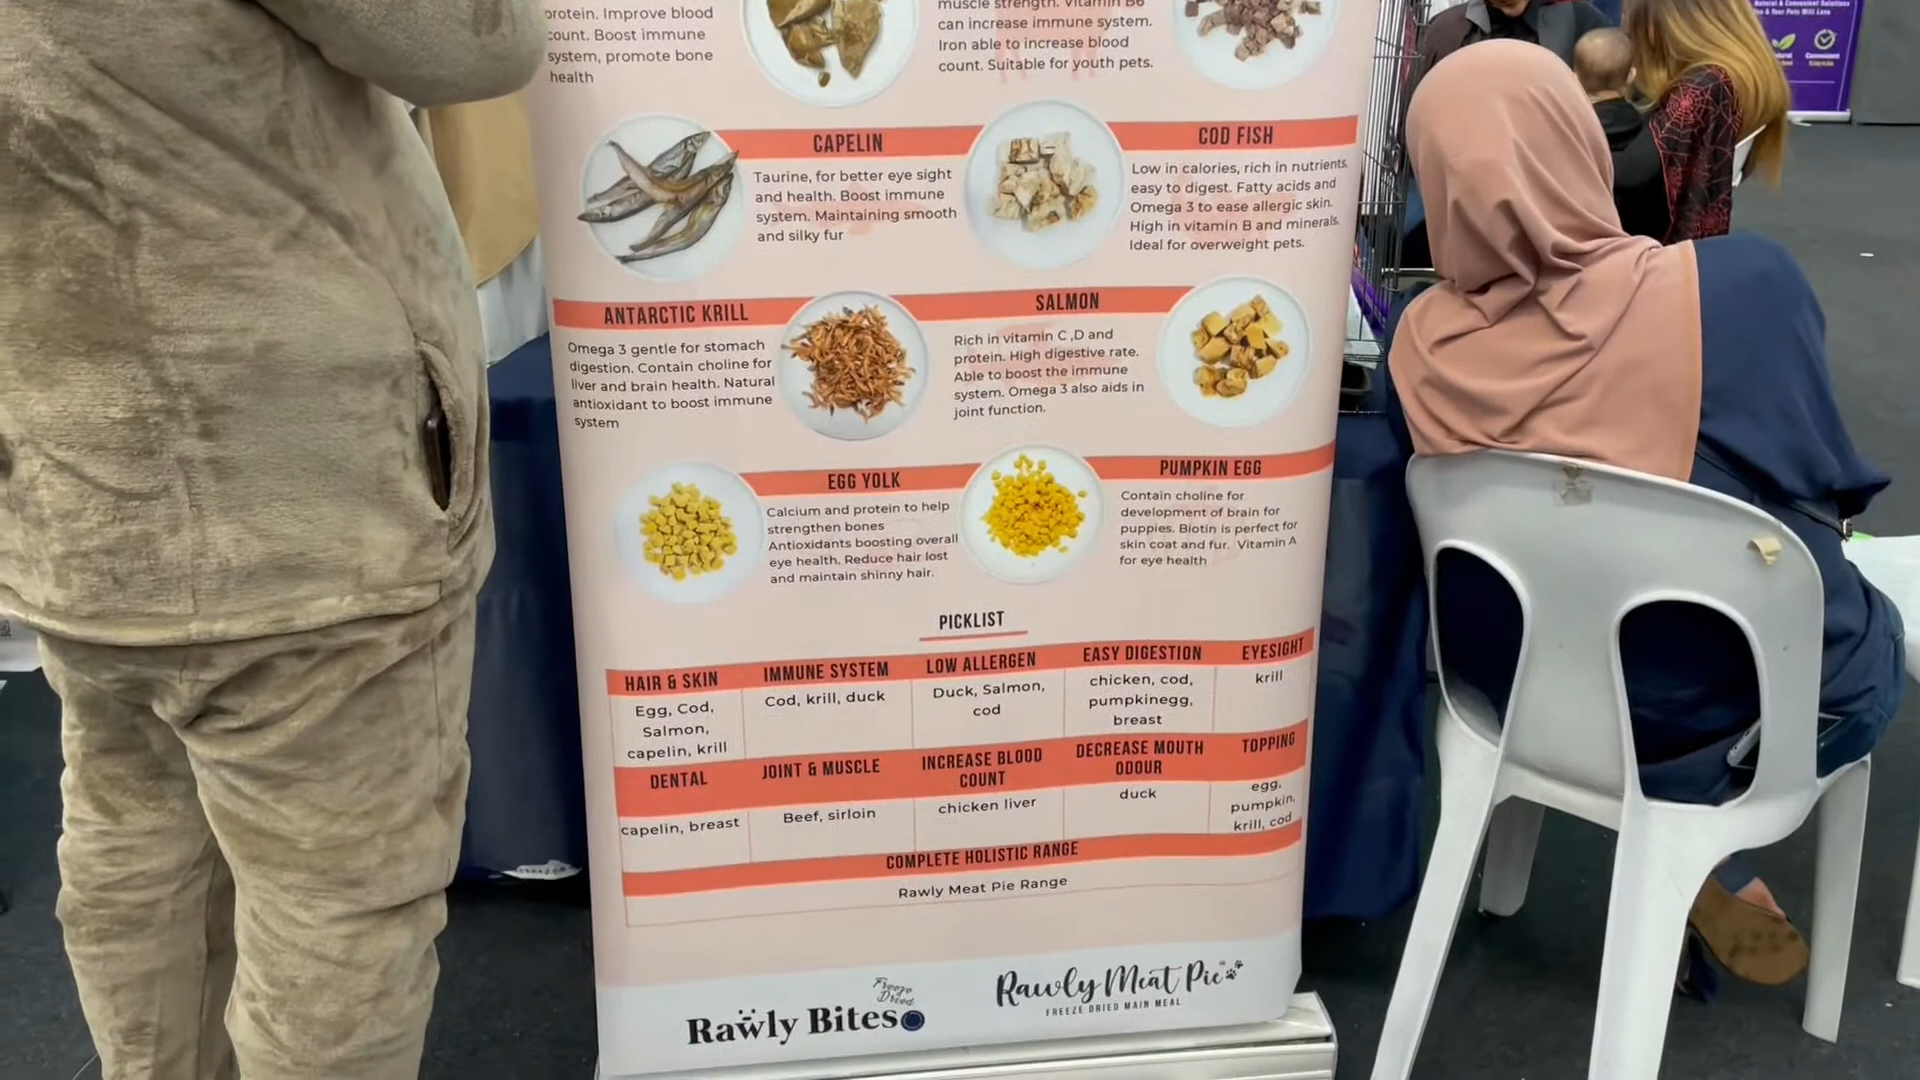 protein. Improve blood
count. Boost immune
system, promote bone
health
muscle strength. Vitamin B6
can increase immune system.
Iron able to increase blood
count. Suitable for youth pets.
CAPELIN
Taurine, for better eye sight
and health. Boost immune
system. Maintaining smooth
and silky fur
COD FISH
Low in calories, rich in nutrients,
easy to digest. Fatty acids and
Omega 3 to ease allergic skin.
High in vitamin B and minerals.
Ideal for overweight pets.
ANTARCTIC KRILL
Omega 3 gentle for stomach
digestion. Contain choline for
liver and brain health. Natural
antioxidant to boost immune
system
SALMON
Rich in vitamin C ,D and
protein. High digestive rate.
Able to boost the immune
system. Omega 3 also aids in
joint function.
EGG YOLK
Calcium and protein to help
strengthen bones
Antioxidants boosting overall
eye health. Reduce hair lost
and maintain shinny hair.
PUMPKIN EGG
Contain choline for
development of brain for
puppies. Biotin is perfect for
skin coat and fur. Vitamin A
for eye health
PICKLIST
HAIR & SKIN
IMMUNE SYSTEM
LOW ALLERGEN
EASY DIGESTION
EYESIGHT
Egg, Cod,
Salmon,
capelin, krill
Cod, krill, duck
Duck, Salmon,
cod
chicken, cod,
pumpkinegg,
breast
krill
DENTAL
JOINT & MUSCLE
INCREASE BLOOD
COUNT
DECREASE MOUTH
ODOUR
TOPPING
capelin, breast
Beef, sirloin
chicken liver
duck
egg,
pumpkin,
krill, cod
COMPLETE HOLISTIC RANGE
Rawly Meat Pie Range
Freeze
Dried
Rawly Bites
Rawly Meat Pie
FREEZE DRIED MAIN MEAL
Natural & Convenient Solutions
& Your Pets Will Love
Convenient